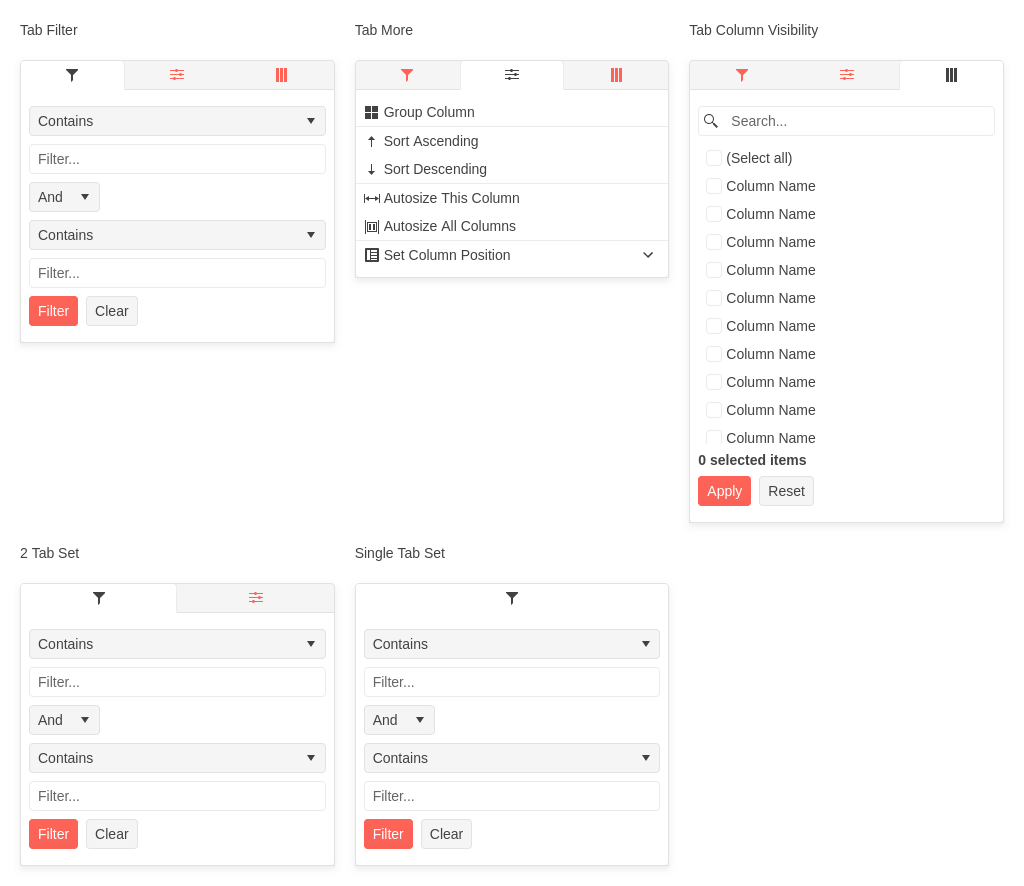 Tab Filter
Contains
Filter...
And
Contains
Filter...
Filter Clear
Tab More
Group Column
Sort Ascending
Sort Descending
Autosize This Column
Autosize All Columns
Set Column Position
Tab Column Visibility
Search...
(Select all)
Column Name
Column Name
Column Name
Column Name
Column Name
Column Name
Column Name
Column Name
Column Name
Column Name
0 selected items
Apply Reset
2 Tab Set
Contains
Filter...
And
Contains
Filter...
Filter Clear
Single Tab Set
Contains
Filter...
And
Contains
Filter...
Filter Clear